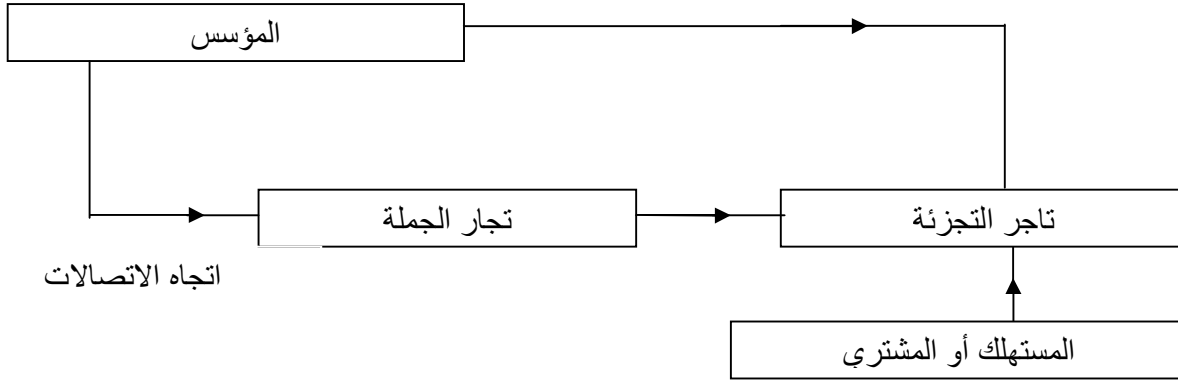 المؤسس
تجار الجملة
تاجر التجزئة
اتجاه الاتصالات
المستهلك أو المشتري